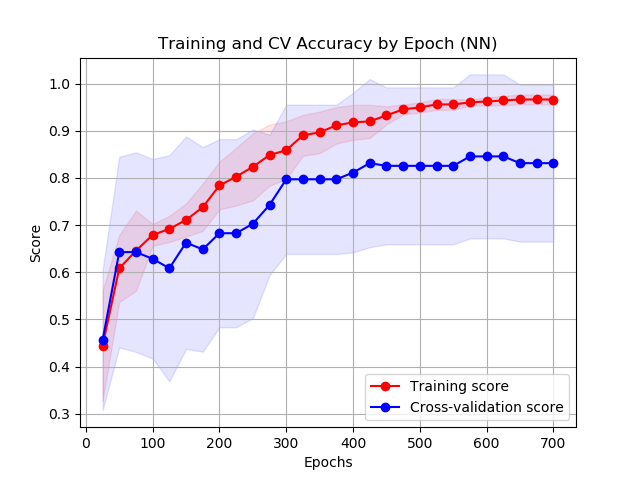 Training and CV Accuracy by Epoch (NN)
Score
1.0
0.9
0.8
0.7
0.6
0.5
0.4
0.3
Training score
Cross-validation score
0 100 200 300 400 500 600 700
Epochs